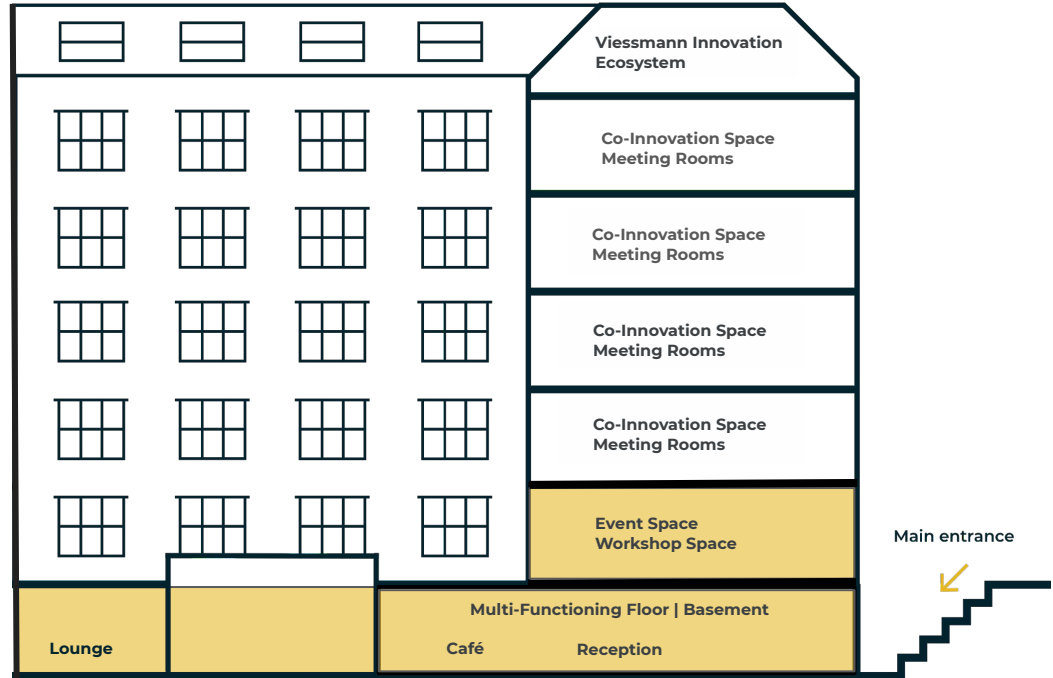 Viessmann Innovation
Ecosystem
Co-Innovation Space
Meeting Rooms
Co-Innovation Space
Meeting Rooms
Co-Innovation Space
Meeting Rooms
Co-Innovation Space
Meeting Rooms
Event Space
Workshop Space
Main entrance
Multi-Functioning Floor | Basement
Lounge
Café
Reception